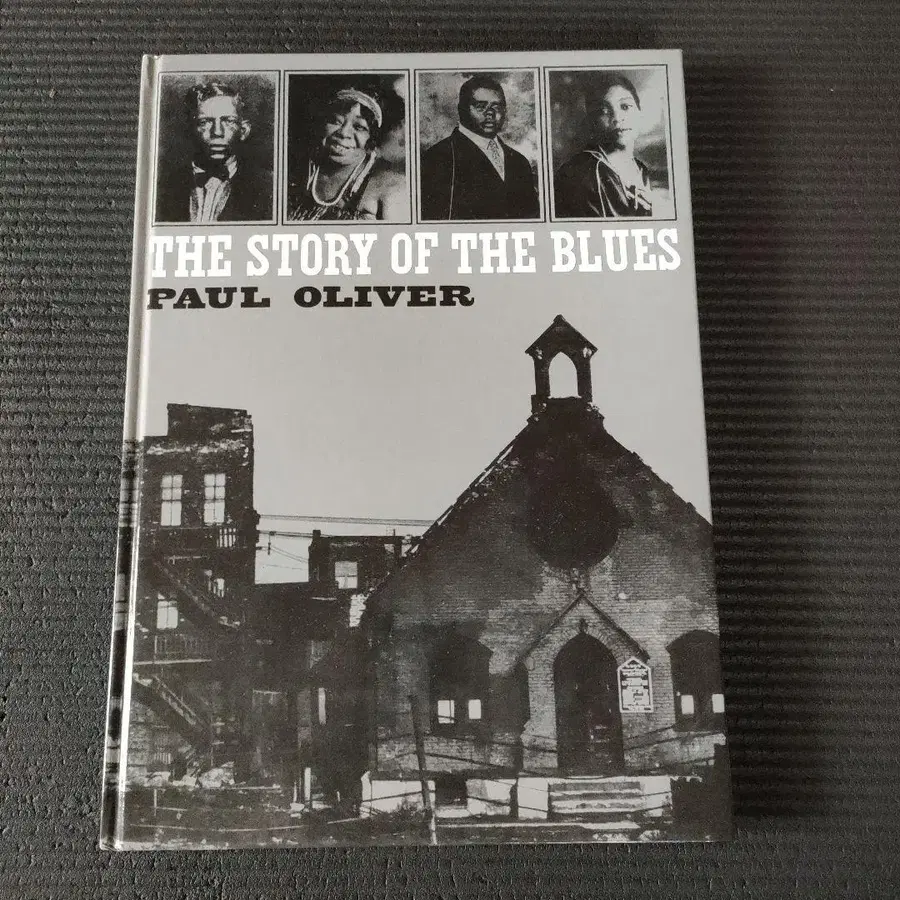 THE STORY OF THE BLUES
PAUL OLIVER